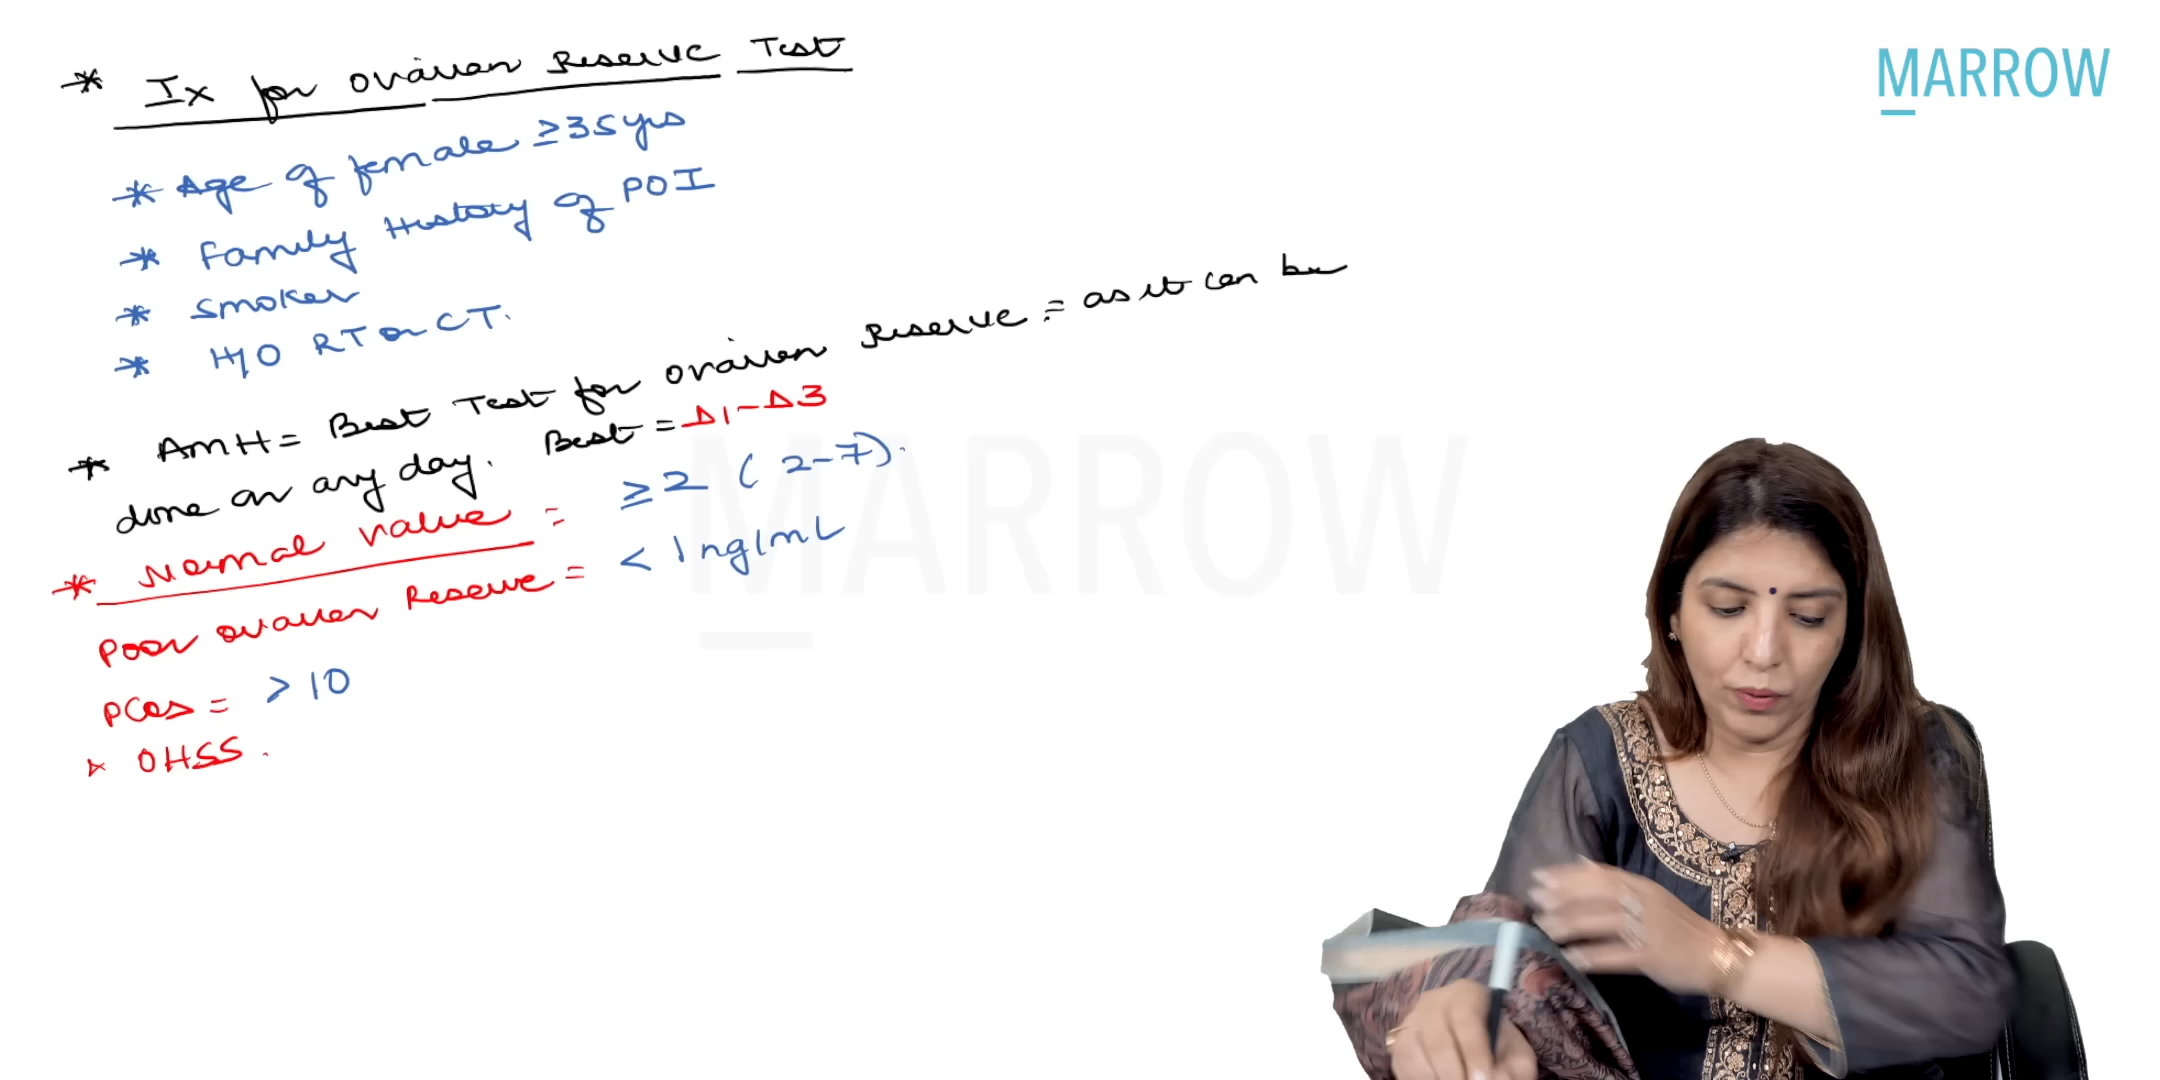 MARROW
* Ix for ovarian Reserve Test
* Age of female ≥35yrs
* Family History of POI
* Smoker
* H/O RT or CT.
* AMH = Best Test for ovarian Reserve = as it can be
done on any day. Best = D1-D3
* Normal value = ≥2 (2-7).
Poor ovarian Reserve = < 1ng/mL
PCOS = > 10
* OHSS.
MARROW